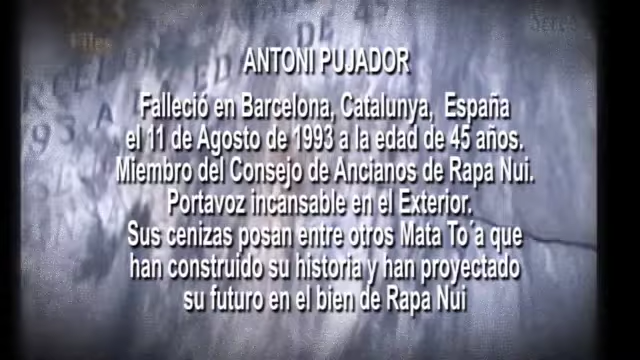 ANTONI PUJADOR
Falleció en Barcelona, Catalunya, España
el 11 de Agosto de 1993 a la edad de 45 años.
Miembro del Consejo de Ancianos de Rapa Nui.
Portavoz incansable en el Exterior.
Sus cenizas posan entre otros Mata To´a que
han construido su historia y han proyectado
su futuro en el bien de Rapa Nui